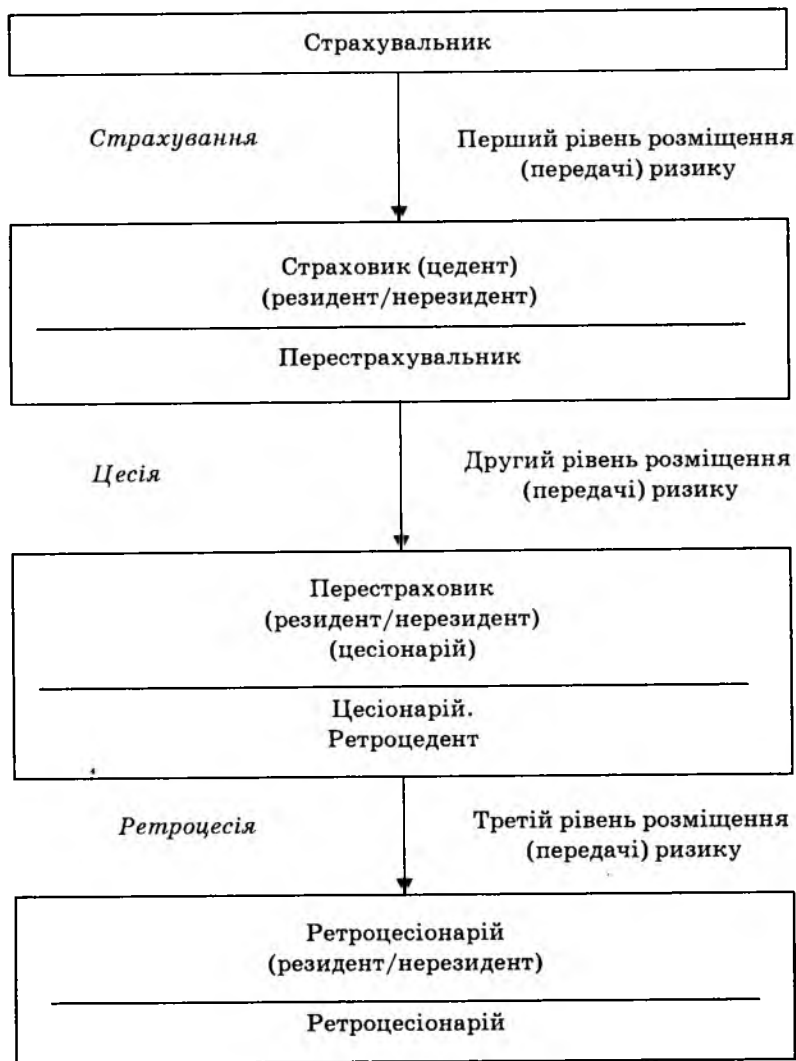 Страхувальник
Страхування
Перший рівень розміщення
(передачі) ризику
Страховик (цедент)
(резидент/нерезидент)
Перестрахувальник
Цесія
Другий рівень розміщення
(передачі) ризику
Перестраховик
(резидент/нерезидент)
(цесіонарій)
Цесіонарій.
Ретроцедент
Ретроцесія
Третій рівень розміщення
(передачі) ризику
Ретроцесіонарій
(резидент/нерезидент)
Ретроцесіонарій